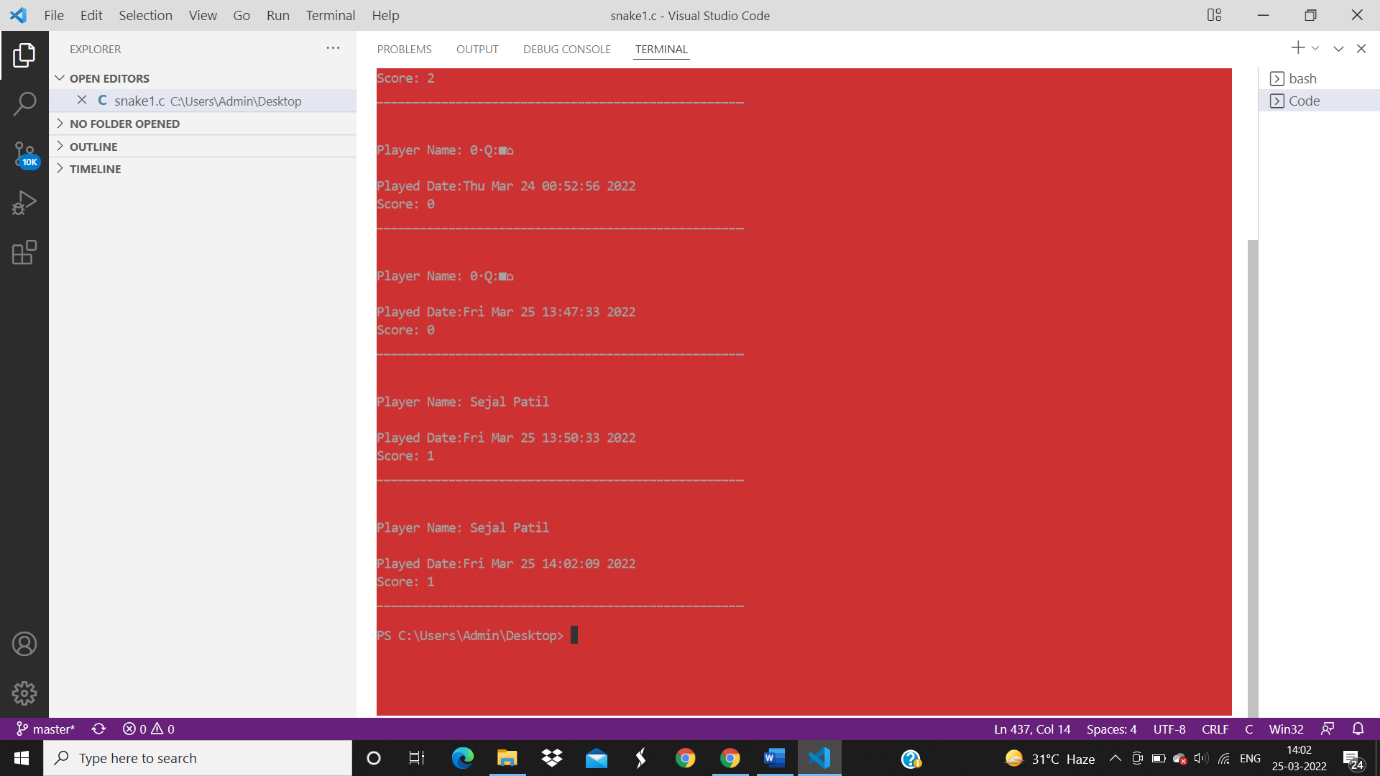 File Edit Selection View Go Run Terminal Help snake1.c - Visual Studio Code
EXPLORER
OPEN EDITORS
C snake1.c C:\Users\Admin\Desktop
NO FOLDER OPENED
OUTLINE
TIMELINE
10K
PROBLEMS OUTPUT DEBUG CONSOLE TERMINAL
Score: 2
---------------------------------------------------
Player Name: 0·Q:■⌂
Played Date:Thu Mar 24 00:52:56 2022
Score: 0
---------------------------------------------------
Player Name: 0·Q:■⌂
Played Date:Fri Mar 25 13:47:33 2022
Score: 0
---------------------------------------------------
Player Name: Sejal Patil
Played Date:Fri Mar 25 13:50:33 2022
Score: 1
---------------------------------------------------
Player Name: Sejal Patil
Played Date:Fri Mar 25 14:02:09 2022
Score: 1
---------------------------------------------------
PS C:\Users\Admin\Desktop>
bash
Code
master* 0 0 Ln 437, Col 14 Spaces: 4 UTF-8 CRLF C Win32
Type here to search
31°C Haze ENG
14:02
25-03-2022
24